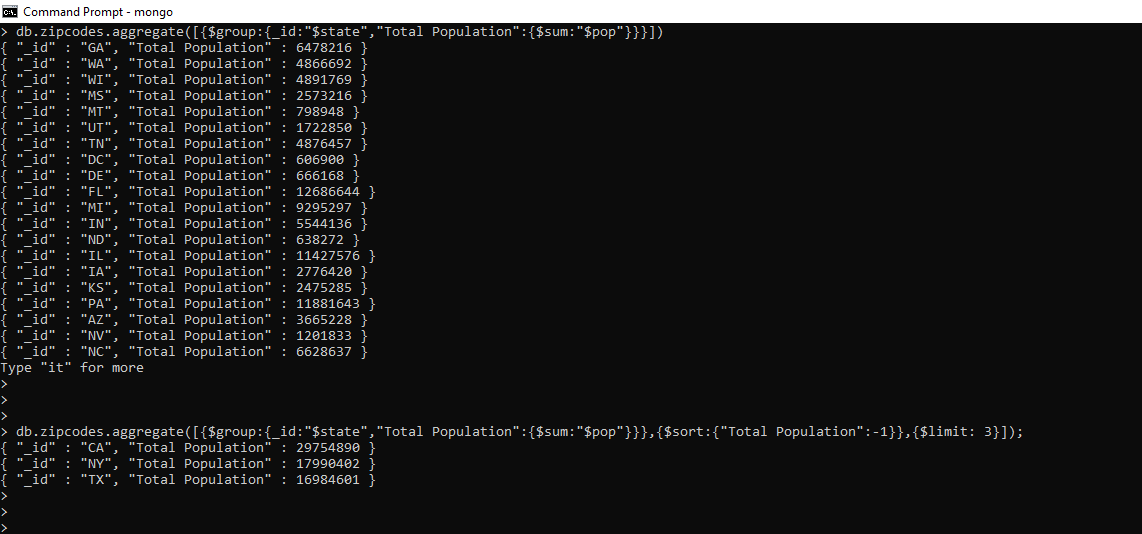 Command Prompt - mongo
> db.zipcodes.aggregate([{$group:{_id:"$state","Total Population":{$sum:"$pop"}}}])
{ "_id" : "GA", "Total Population" : 6478216 }
{ "_id" : "WA", "Total Population" : 4866692 }
{ "_id" : "WI", "Total Population" : 4891769 }
{ "_id" : "MS", "Total Population" : 2573216 }
{ "_id" : "MT", "Total Population" : 798948 }
{ "_id" : "UT", "Total Population" : 1722850 }
{ "_id" : "TN", "Total Population" : 4876457 }
{ "_id" : "DC", "Total Population" : 606900 }
{ "_id" : "DE", "Total Population" : 666168 }
{ "_id" : "FL", "Total Population" : 12686644 }
{ "_id" : "MI", "Total Population" : 9295297 }
{ "_id" : "IN", "Total Population" : 5544136 }
{ "_id" : "ND", "Total Population" : 638272 }
{ "_id" : "IL", "Total Population" : 11427576 }
{ "_id" : "IA", "Total Population" : 2776420 }
{ "_id" : "KS", "Total Population" : 2475285 }
{ "_id" : "PA", "Total Population" : 11881643 }
{ "_id" : "AZ", "Total Population" : 3665228 }
{ "_id" : "NV", "Total Population" : 1201833 }
{ "_id" : "NC", "Total Population" : 6628637 }
Type "it" for more
>
>
>
> db.zipcodes.aggregate([{$group:{_id:"$state","Total Population":{$sum:"$pop"}}},{$sort:{"Total Population":-1}},{$limit: 3}]);
{ "_id" : "CA", "Total Population" : 29754890 }
{ "_id" : "NY", "Total Population" : 17990402 }
{ "_id" : "TX", "Total Population" : 16984601 }
>
>
>